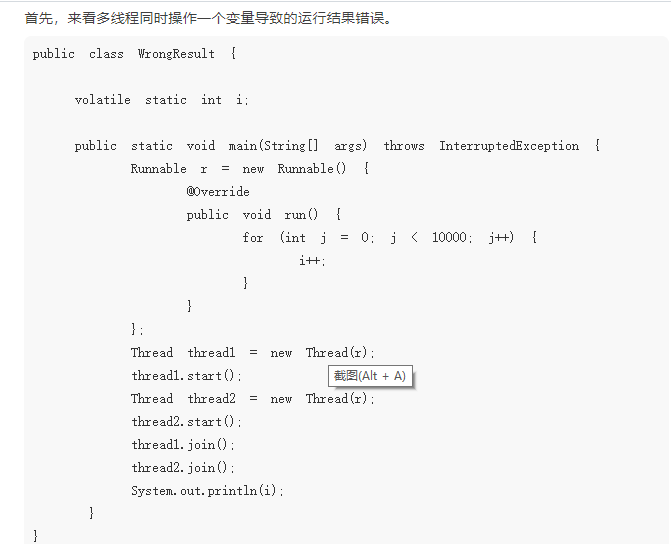 首先，来看多线程同时操作一个变量导致的运行结果错误。
public class WrongResult {
volatile static int i;
public static void main(String[] args) throws InterruptedException {
Runnable r = new Runnable() {
@Override
public void run() {
for (int j = 0; j < 10000; j++) {
i++;
}
}
};
Thread thread1 = new Thread(r);
thread1.start();
截图(Alt + A)
Thread thread2 = new Thread(r);
thread2.start();
thread1.join();
thread2.join();
System.out.println(i);
}
}